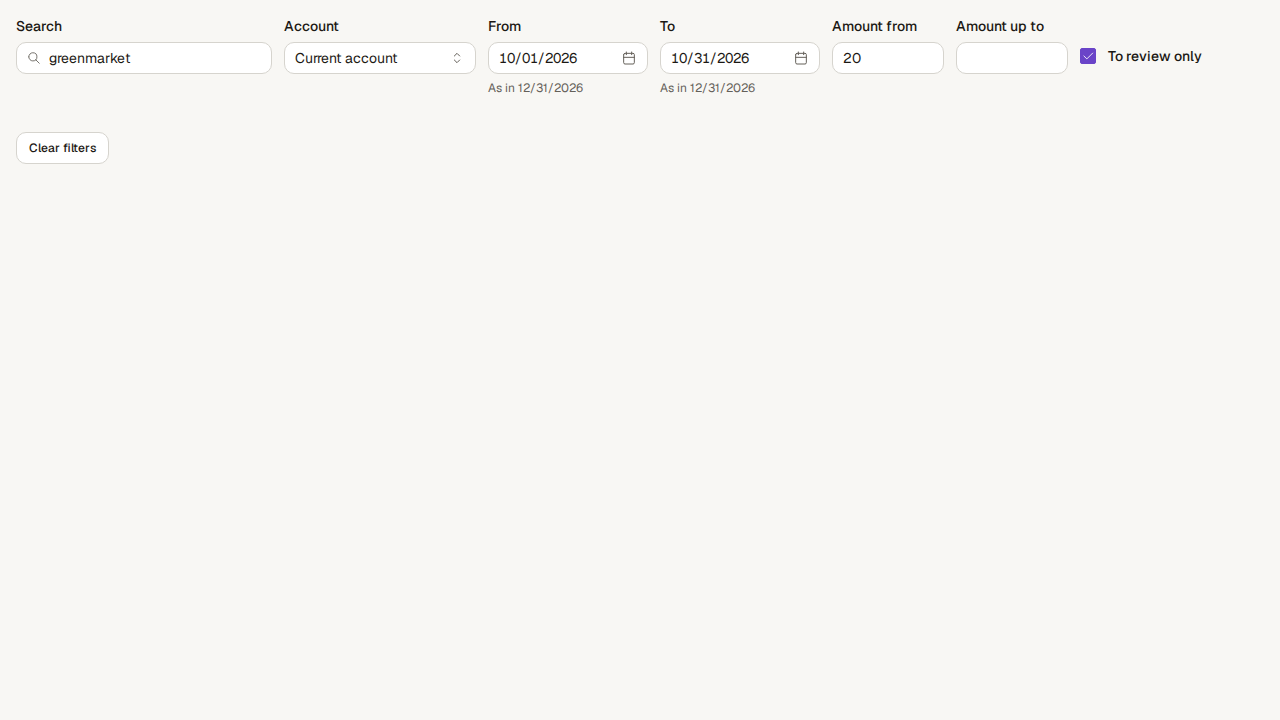 Search
Account
From
To
Amount from
Amount up to
greenmarket
Current account
10/01/2026
10/31/2026
20
To review only
As in 12/31/2026
As in 12/31/2026
Clear filters